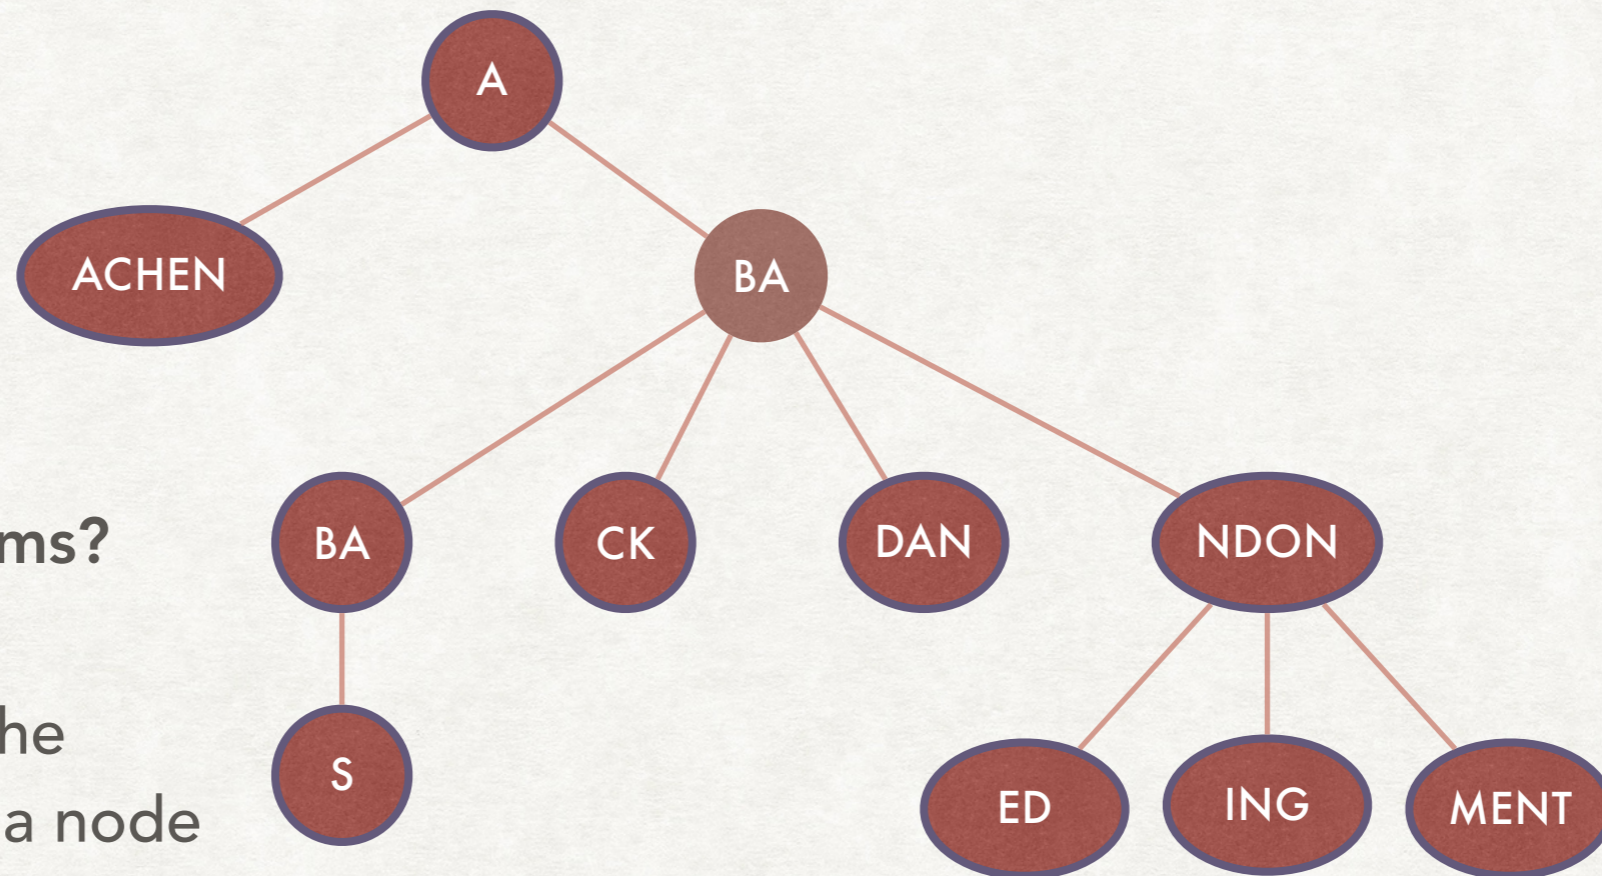 A
ACHEN
BA
BA
CK
DAN
NDON
ms?
S
he
a node
ED
ING
MENT